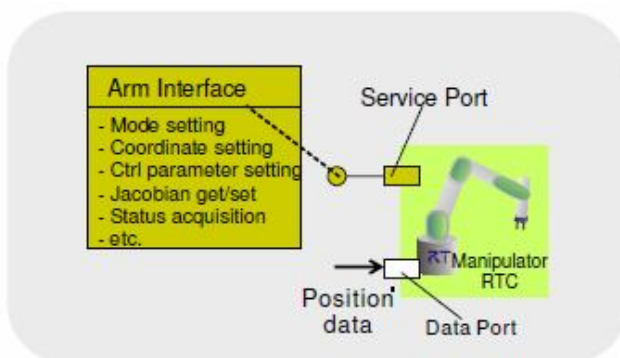 Arm Interface
- Mode setting
- Coordinate setting
- Ctrl parameter setting
- Jacobian get/set
- Status acquisition
- etc.
Service Port
RT Manipulator
RTC
Position
data
Data Port